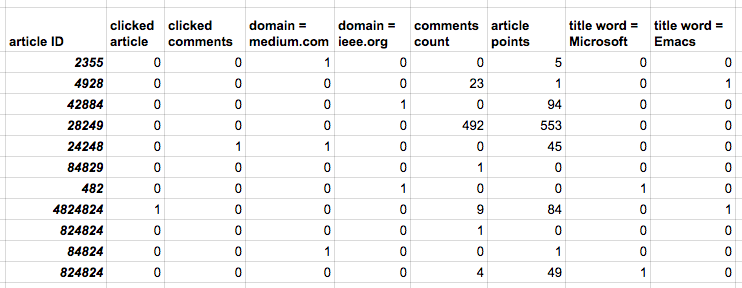 article ID clicked article clicked comments domain = medium.com domain = ieee.org comments count article points title word = Microsoft title word = Emacs
2355 0 0 1 0 0 5 0 0
4928 0 0 0 0 23 1 0 1
42884 0 0 0 1 0 94 0 0
28249 0 0 0 0 492 553 0 0
24248 0 1 1 0 0 45 0 0
84829 0 0 0 0 1 0 0 0
482 0 0 0 1 0 0 1 0
4824824 1 0 0 0 9 84 0 1
824824 0 0 0 0 1 0 0 0
84824 0 0 1 0 0 1 0 0
824824 0 0 0 0 4 49 1 0